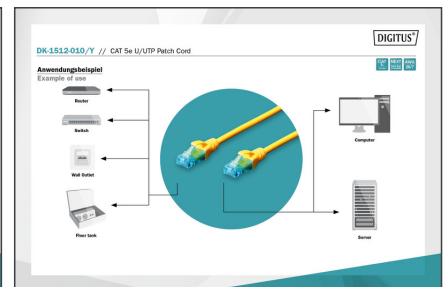 DIGITUS®
DK-1512-010/Y // CAT 5e U/UTP Patch Cord
Anwendungsbeispiel
Example of use
Router
Switch
Wall Outlet
Floor tank
Computer
Server